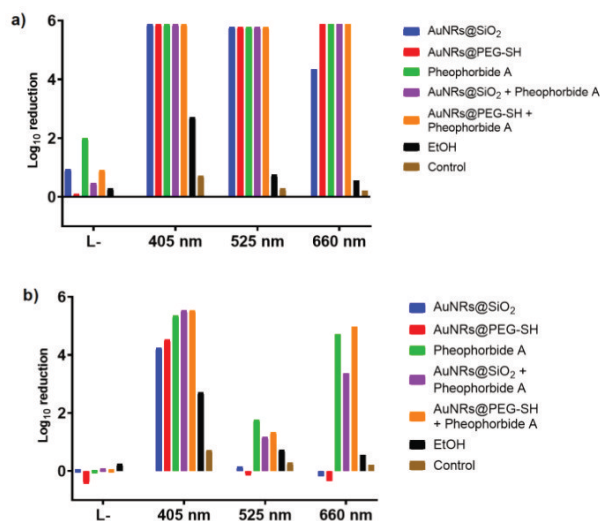 a)
Log10 reduction
6
4
2
0
L-
405 nm
525 nm
660 nm
AuNRs@SiO2
AuNRs@PEG-SH
Pheophorbide A
AuNRs@SiO2 + Pheophorbide A
AuNRs@PEG-SH +
Pheophorbide A
EtOH
Control
b)
Log10 reduction
6
4
2
0
L-
405 nm
525 nm
660 nm
AuNRs@SiO2
AuNRs@PEG-SH
Pheophorbide A
AuNRs@SiO2 +
Pheophorbide A
AuNRs@PEG-SH
+ Pheophorbide A
EtOH
Control